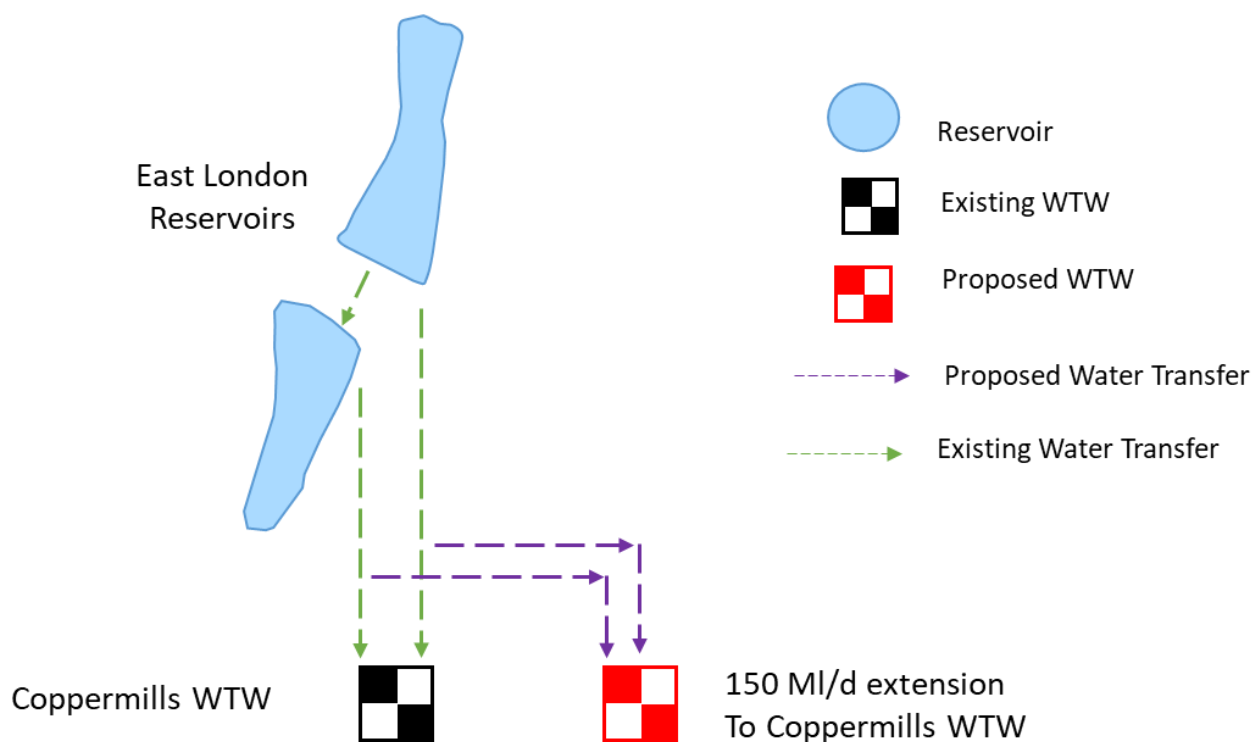 East London
Reservoirs
Reservoir
Existing WTW
Proposed WTW
Proposed Water Transfer
Existing Water Transfer
Coppermills WTW
150 Ml/d extension
To Coppermills WTW